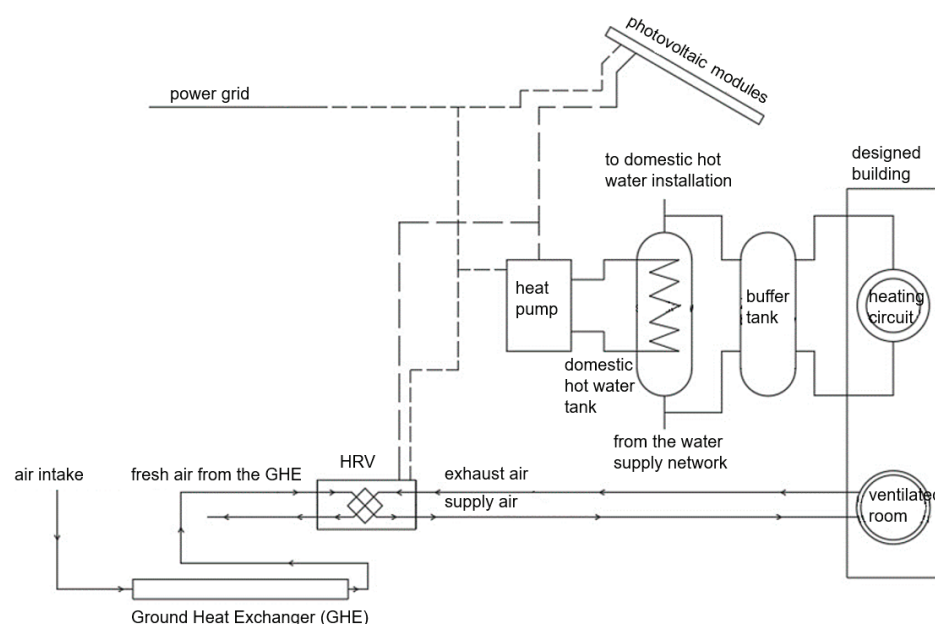 photovoltaic modules
power grid
to domestic hot
water installation
designed
building
heat
pump
buffer
tank
heating
circuit
domestic
hot water
tank
from the water
supply network
HRV
air intake
fresh air from the GHE
exhaust air
supply air
ventilated
room
Ground Heat Exchanger (GHE)